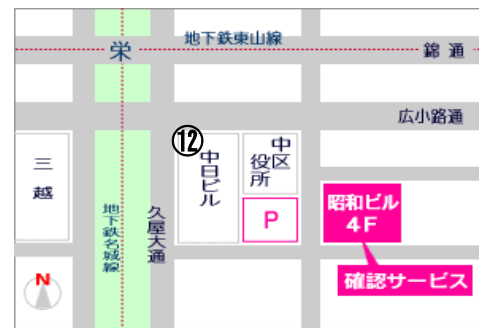 地下鉄東山線
栄
錦通
広小路通
⑫
三越
中日ビル
中区役所
P
昭和ビル
4F
地下鉄名城線
久屋大通
N
確認サービス